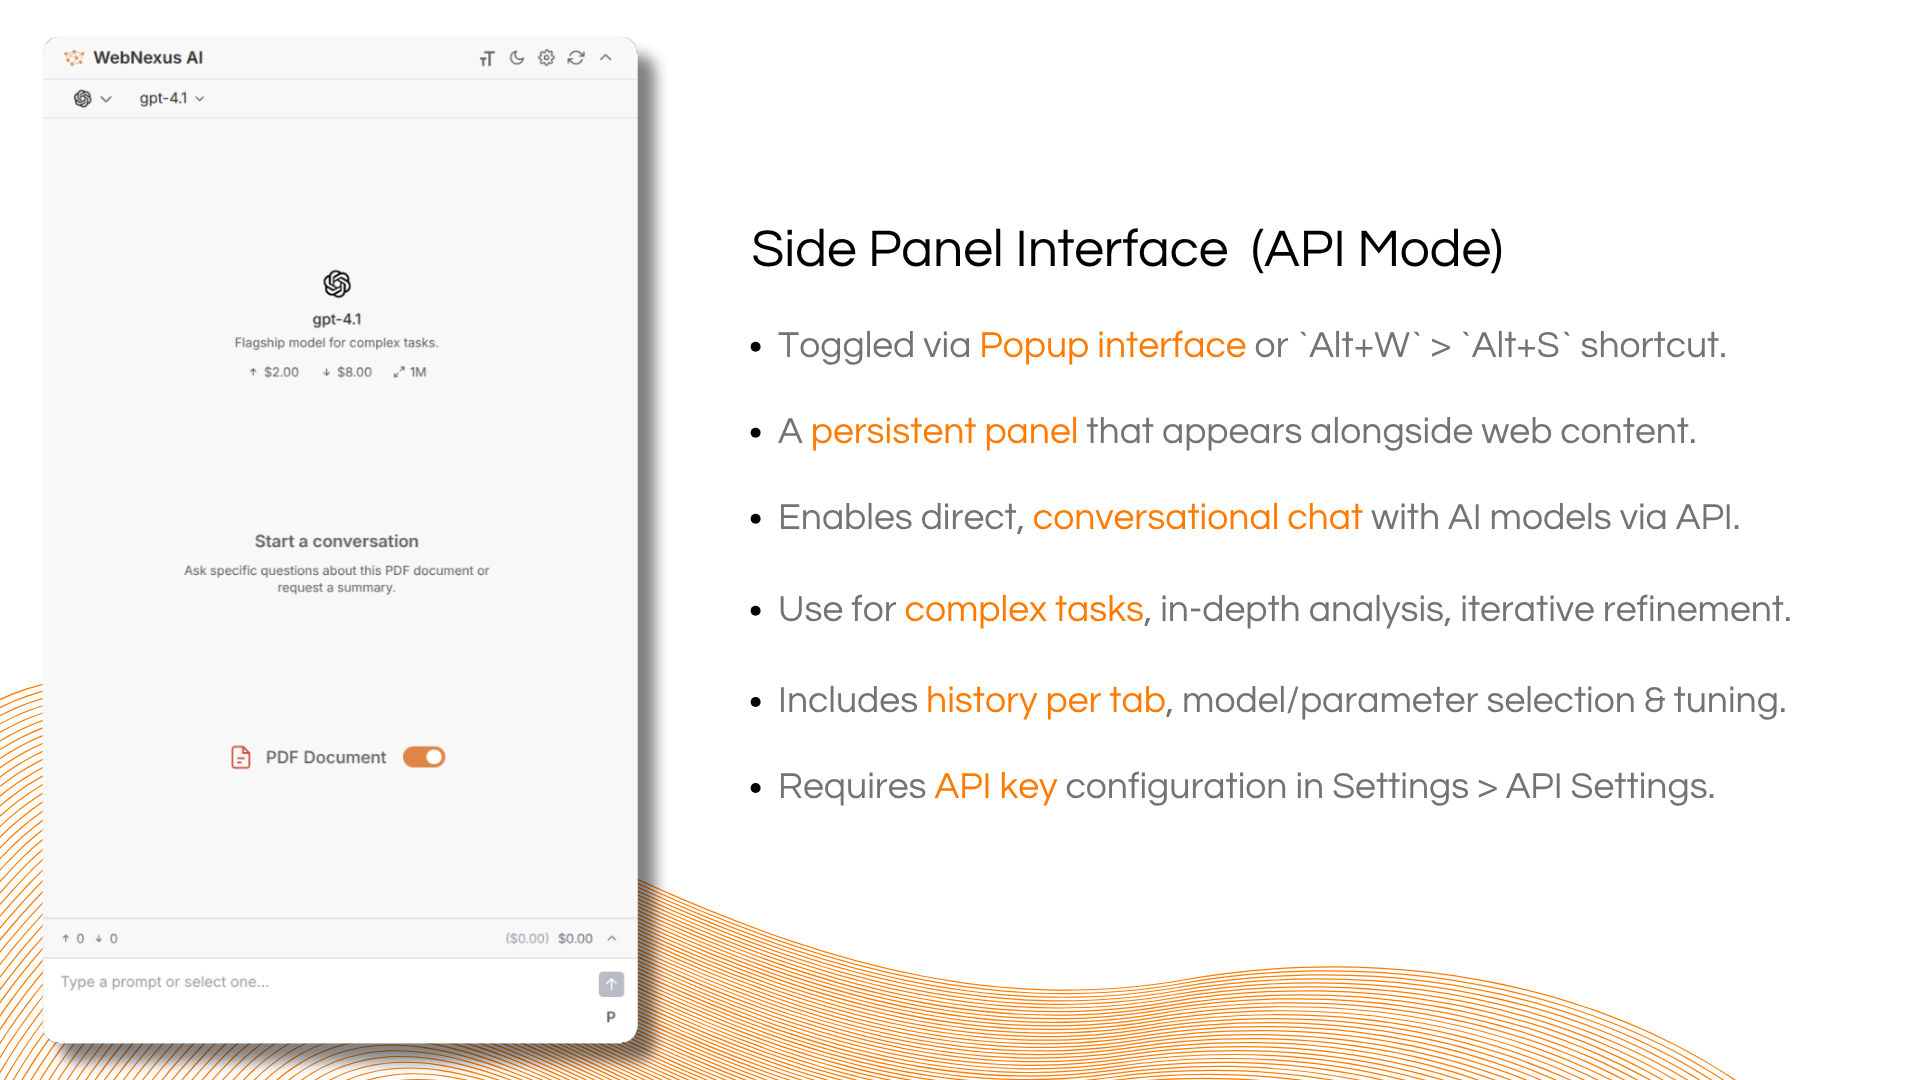 WebNexus AI
gpt-4.1
gpt-4.1
Flagship model for complex tasks.
↑ $2.00 ↓ $8.00 1M
Start a conversation
Ask specific questions about this PDF document or
request a summary.
PDF Document
↑ 0 ↓ 0 ($0.00) $0.00
Type a prompt or select one...
P
Side Panel Interface (API Mode)
• Toggled via Popup interface or `Alt+W` > `Alt+S` shortcut.
• A persistent panel that appears alongside web content.
• Enables direct, conversational chat with AI models via API.
• Use for complex tasks, in-depth analysis, iterative refinement.
• Includes history per tab, model/parameter selection & tuning.
• Requires API key configuration in Settings > API Settings.